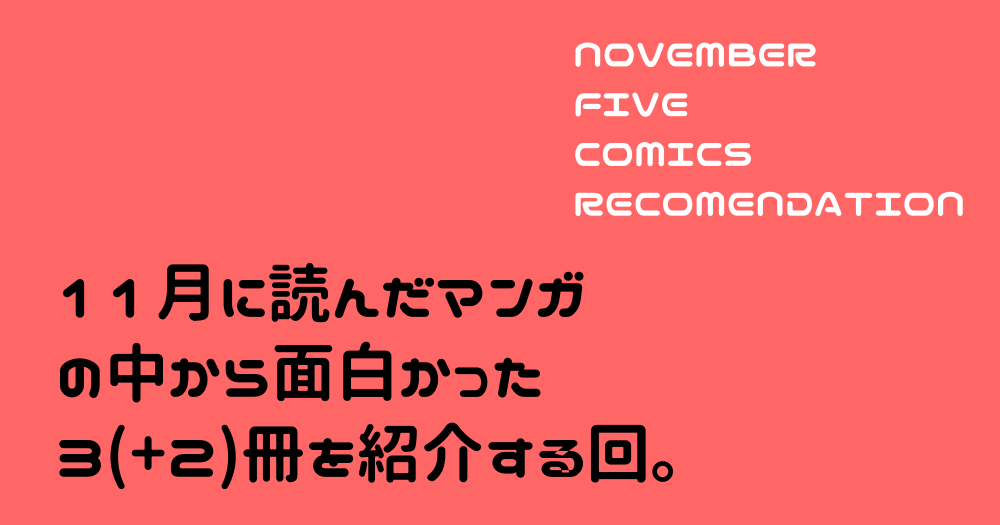 NOVEMBER
FIVE
COMICS
RECOMENDATION
11月に読んだマンガ
の中から面白かった
3(+2)冊を紹介する回。